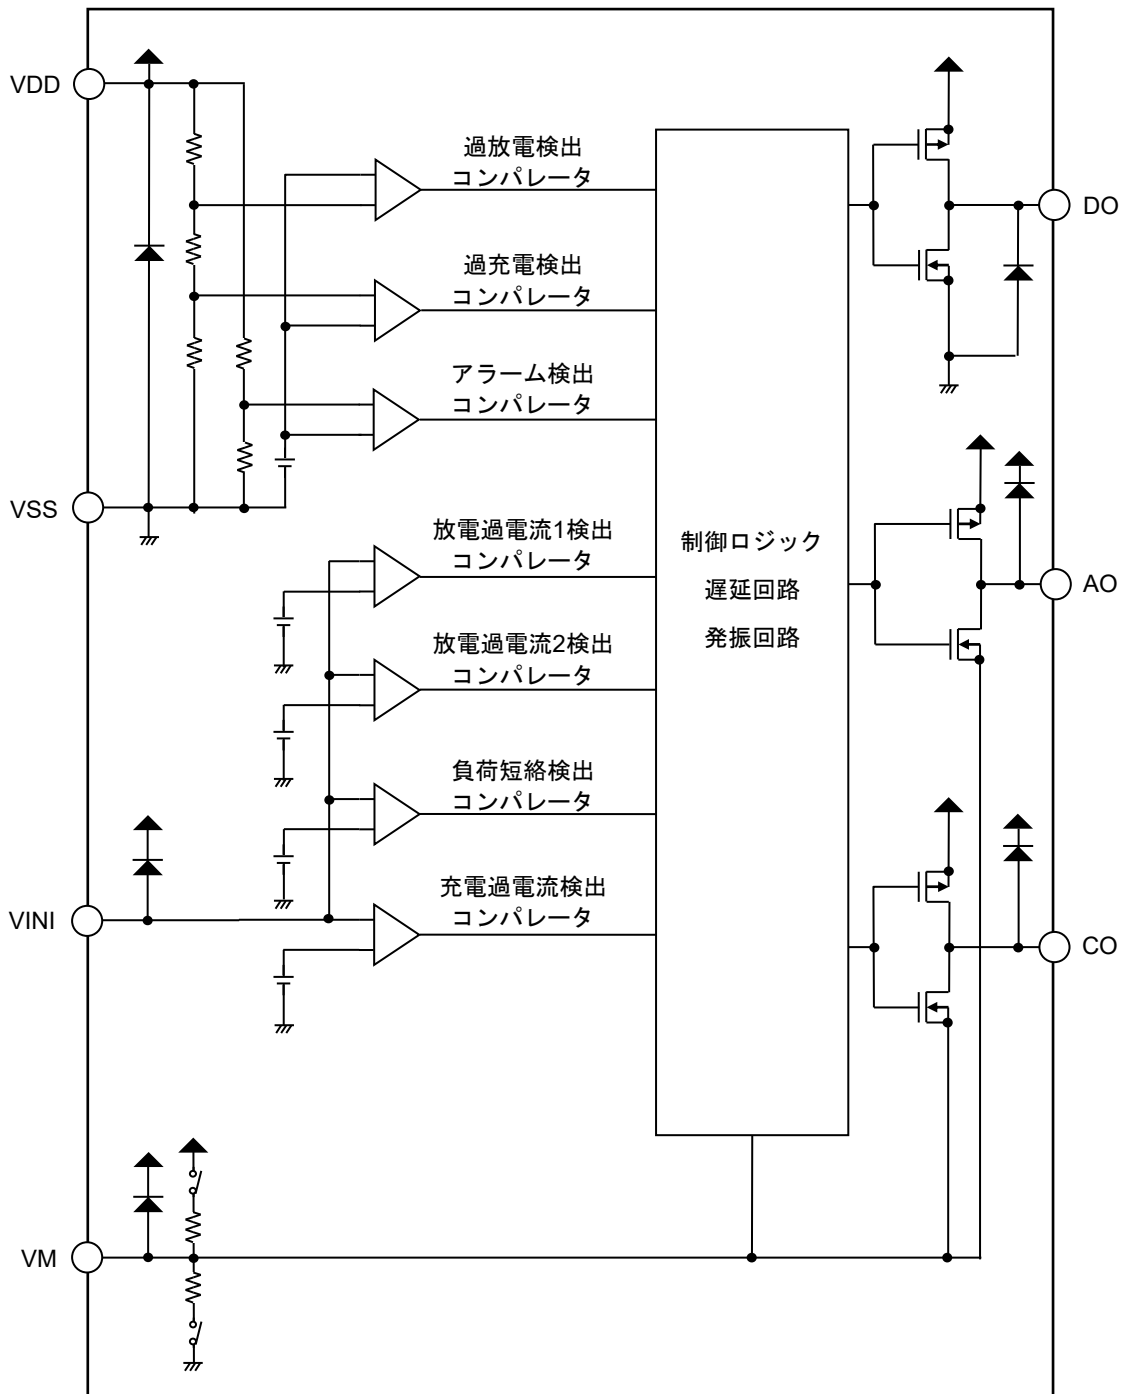 VDD
過放電検出
コンパレータ
DO
過充電検出
コンパレータ
アラーム検出
コンパレータ
VSS
放電過電流1検出
コンパレータ
制御ロジック
遅延回路
発振回路
AO
放電過電流2検出
コンパレータ
負荷短絡検出
コンパレータ
VINI
充電過電流検出
コンパレータ
CO
VM